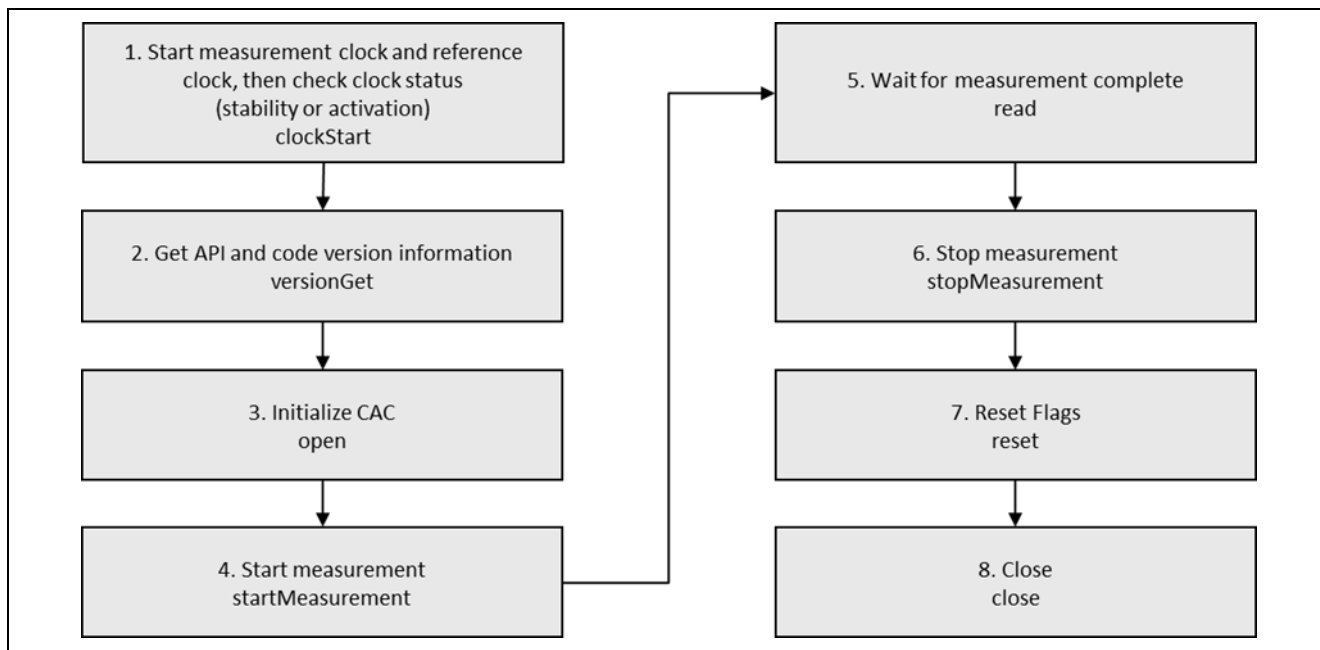 1. Start measurement clock and reference
clock, then check clock status
(stability or activation)
clockStart
2. Get API and code version information
versionGet
3. Initialize CAC
open
4. Start measurement
startMeasurement
5. Wait for measurement complete
read
6. Stop measurement
stopMeasurement
7. Reset Flags
reset
8. Close
close